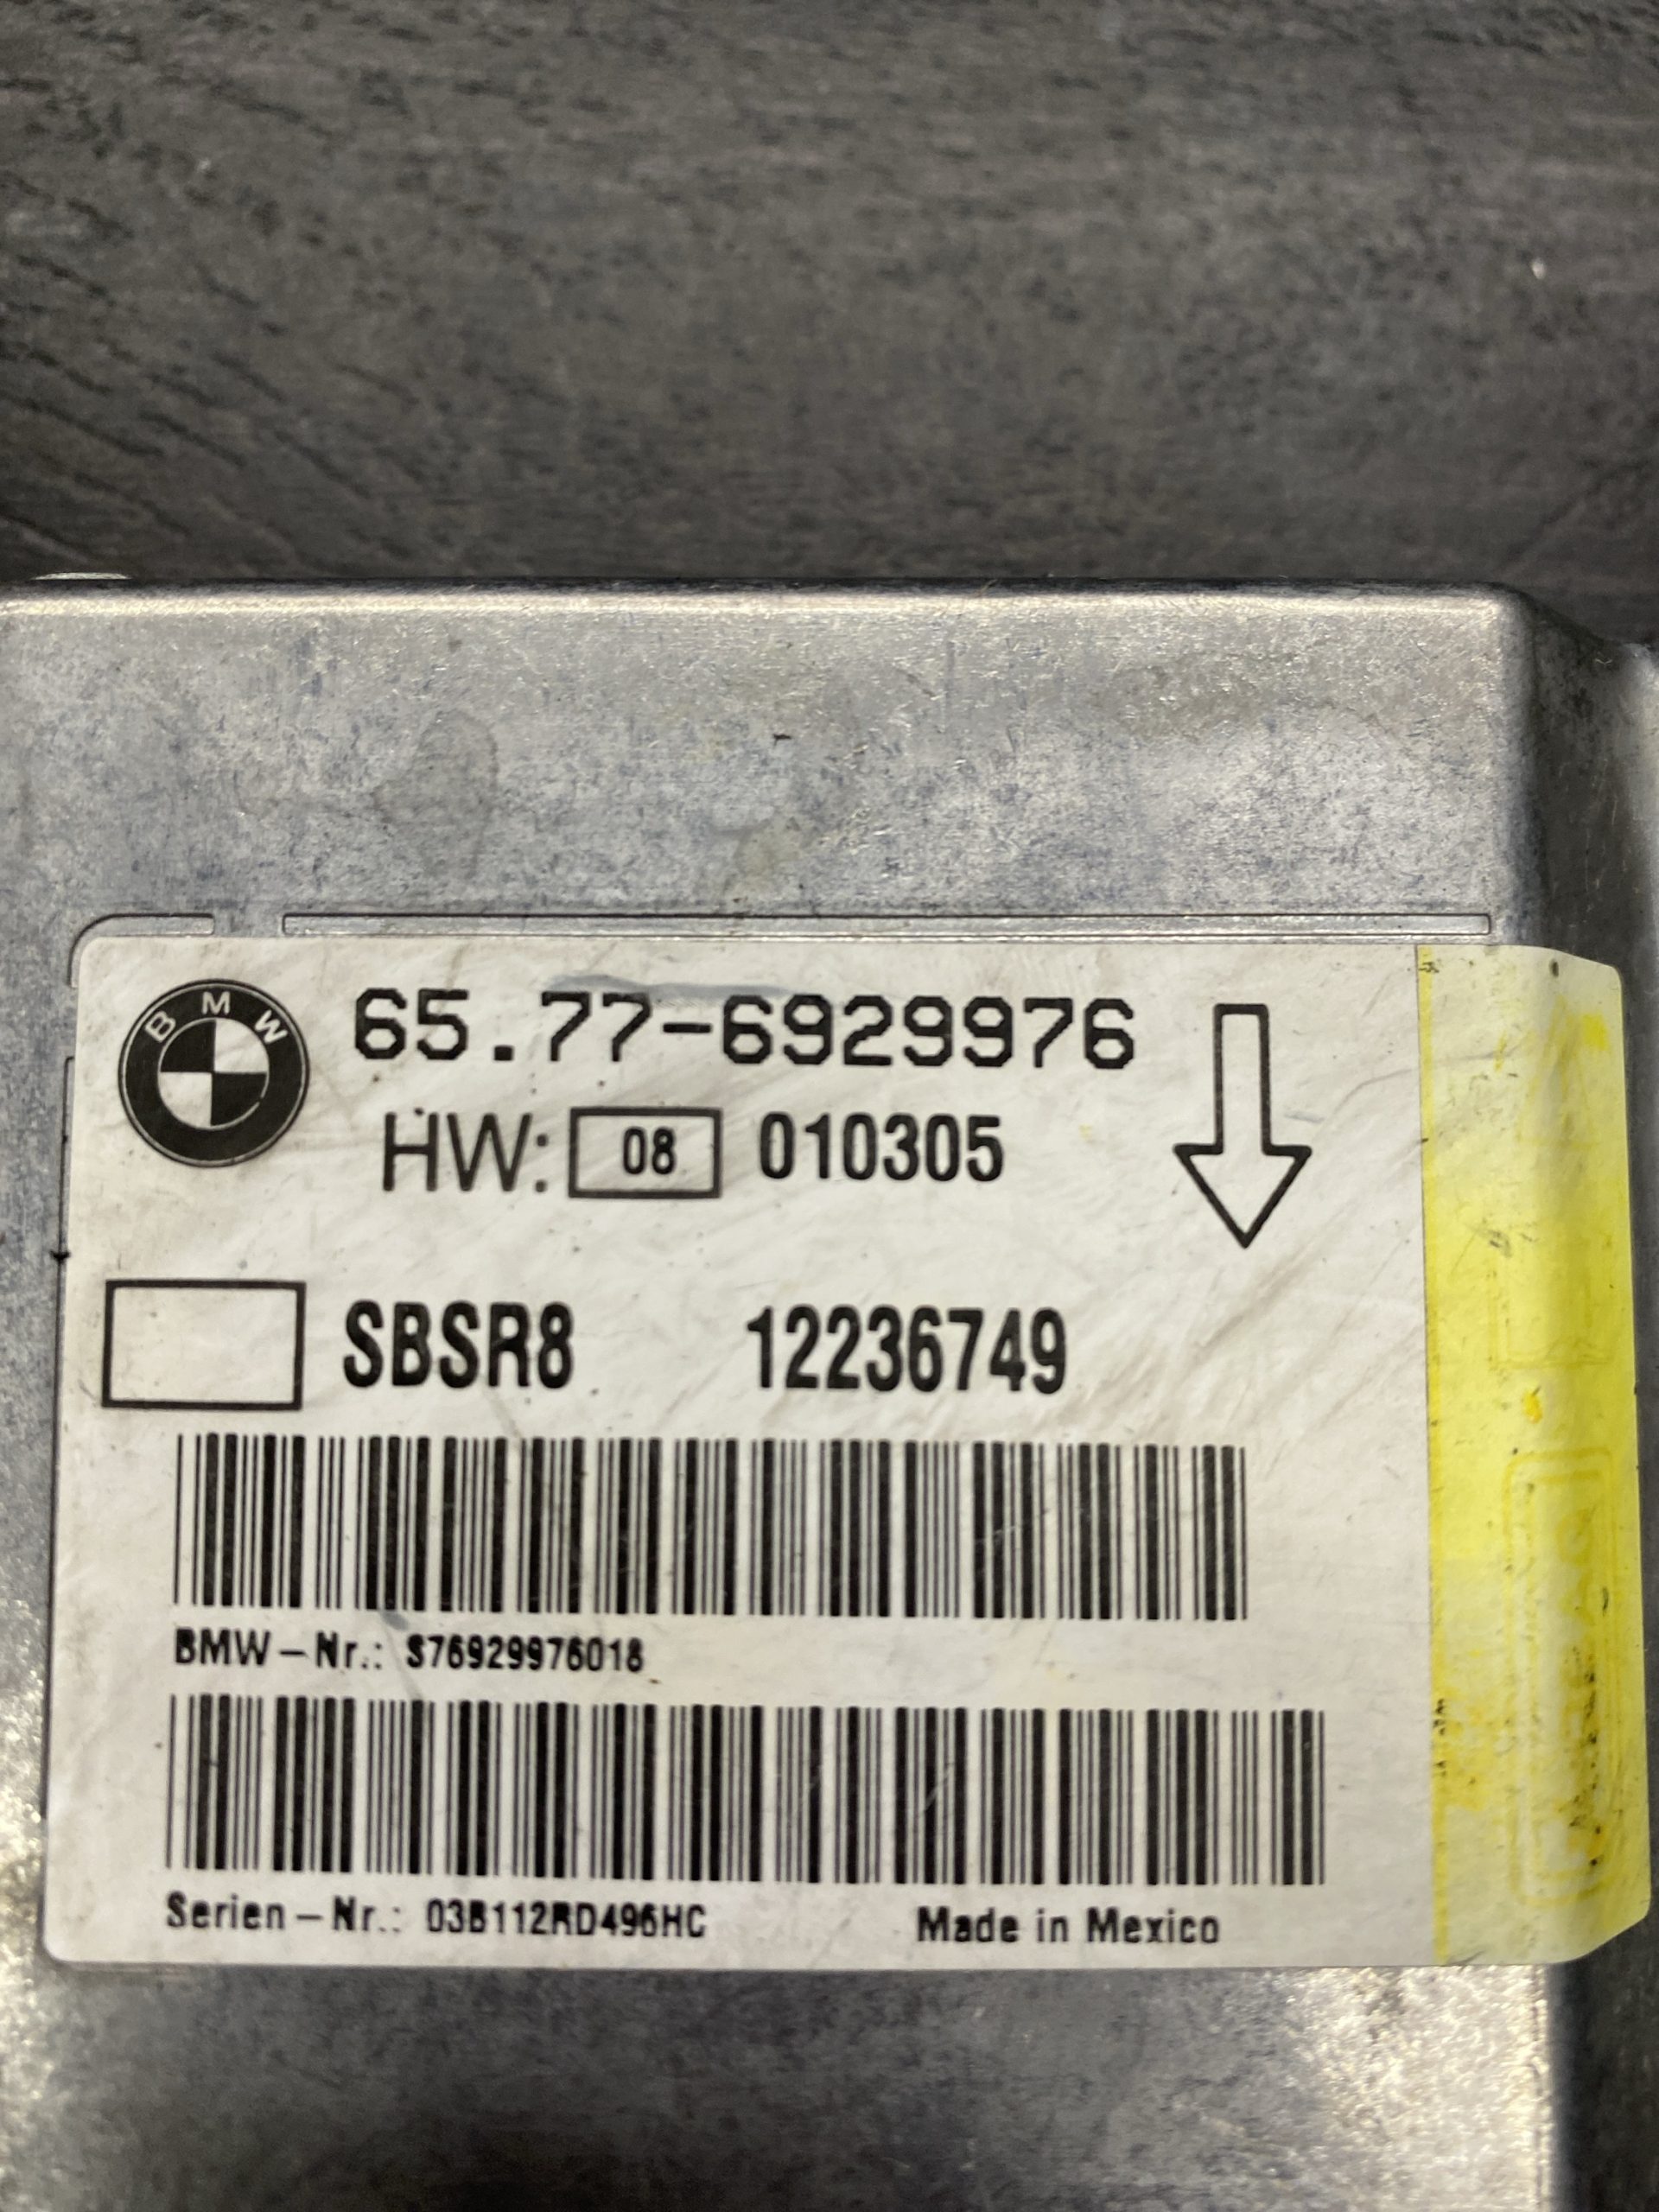 BMW
65.77-6929976
HW: 08 010305
SBSR8 12236749
BMW-Nr.: S76929976018
Serien-Nr.: 03B112RD496HC Made in Mexico